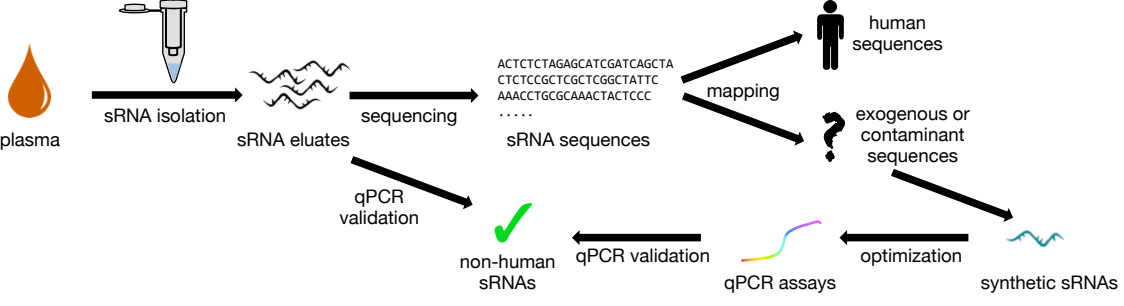 plasma
sRNA isolation
sRNA eluates
sequencing
ACTCTCTAGAGCATCGATCAGCTA
CTCTCCGCTCGCTCGGCTATTC
AAACCTGCGCAAACTACTCCC
.....
sRNA sequences
mapping
human
sequences
exogenous or
contaminant
sequences
qPCR
validation
non-human
sRNAs
qPCR validation
qPCR assays
optimization
synthetic sRNAs